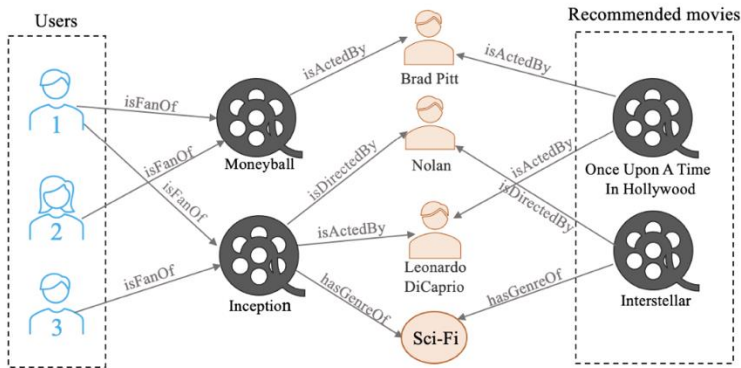 Users
Recommended movies
1
isFanOf
isFanOf
isFanOf
2
isFanOf
3
Moneyball
Inception
isActedBy
isDirectedBy
isActedBy
hasGenreOf
Brad Pitt
Nolan
Leonardo
DiCaprio
Sci-Fi
isActedBy
isActedBy
isDirectedBy
hasGenreOf
Once Upon A Time
In Hollywood
Interstellar